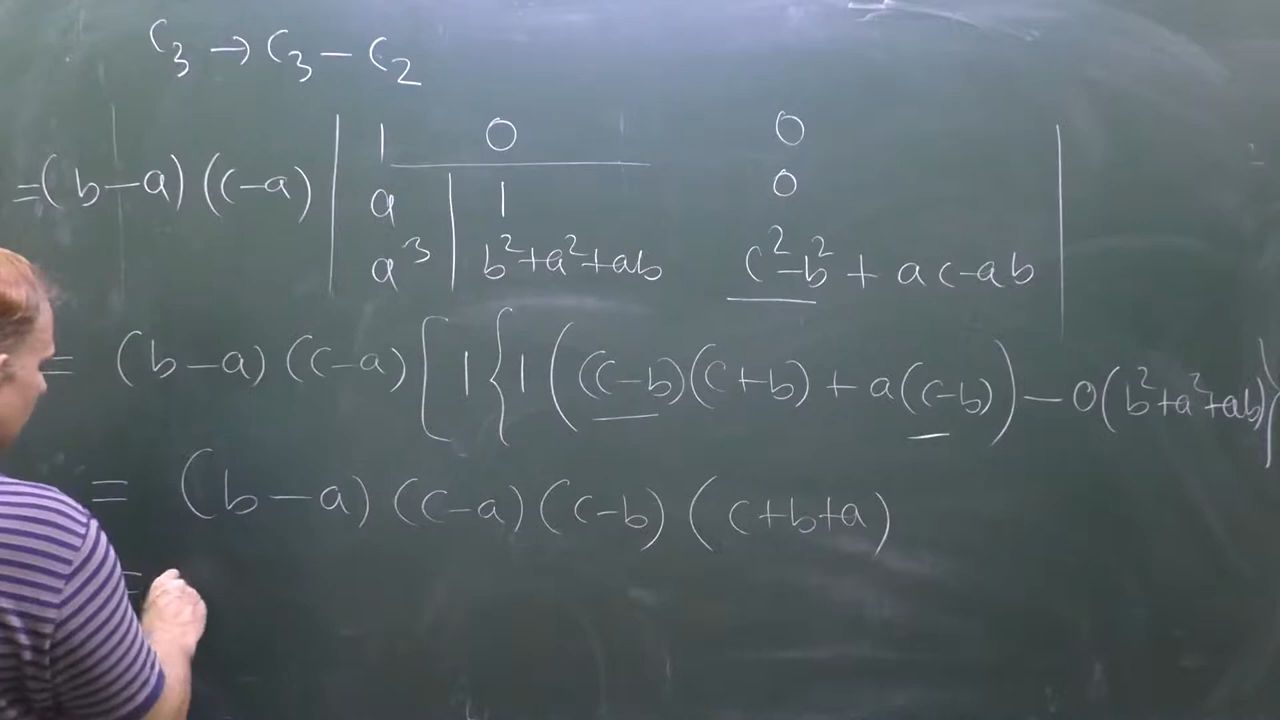 C₃ → C₃ − C₂
1 0 0
=(b−a)(c−a) | a 1 0 |
a³ b²+a²+ab c²−b²+ac−ab
= (b−a)(c−a)[1{1((c−b)(c+b)+a(c−b))−0(b²+a²+ab)}
= (b−a)(c−a)(c−b)(c+b+a)
=